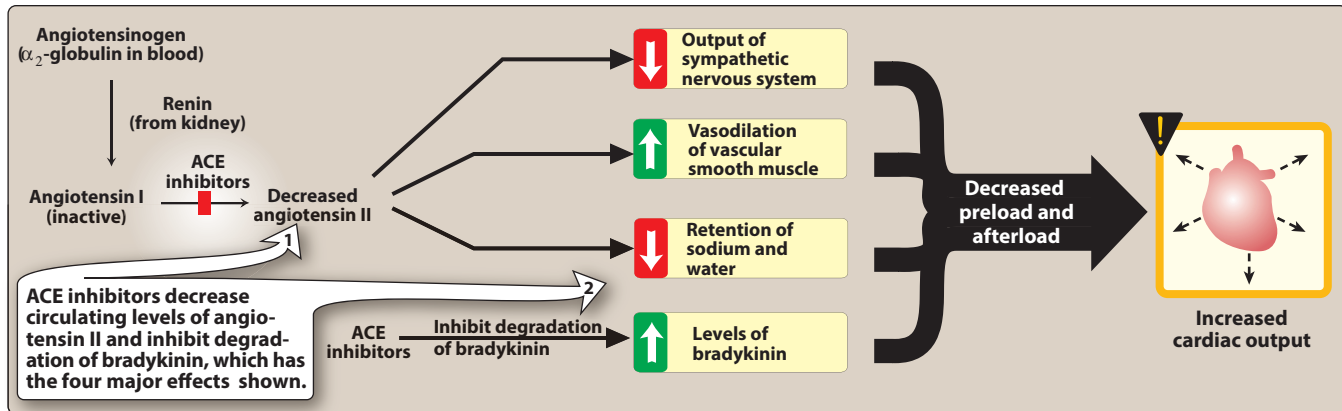 Angiotensinogen
(α₂-globulin in blood)
Renin
(from kidney)
ACE
inhibitors
Angiotensin I
(inactive)
Decreased
angiotensin II
1
2
ACE inhibitors decrease
circulating levels of angio-
tensin II and inhibit degrad-
ation of bradykinin, which has
the four major effects shown.
ACE
inhibitors
Inhibit degradation
of bradykinin
Output of
sympathetic
nervous system
Vasodilation
of vascular
smooth muscle
Retention of
sodium and
water
Levels of
bradykinin
Decreased
preload and
afterload
!
Increased
cardiac output